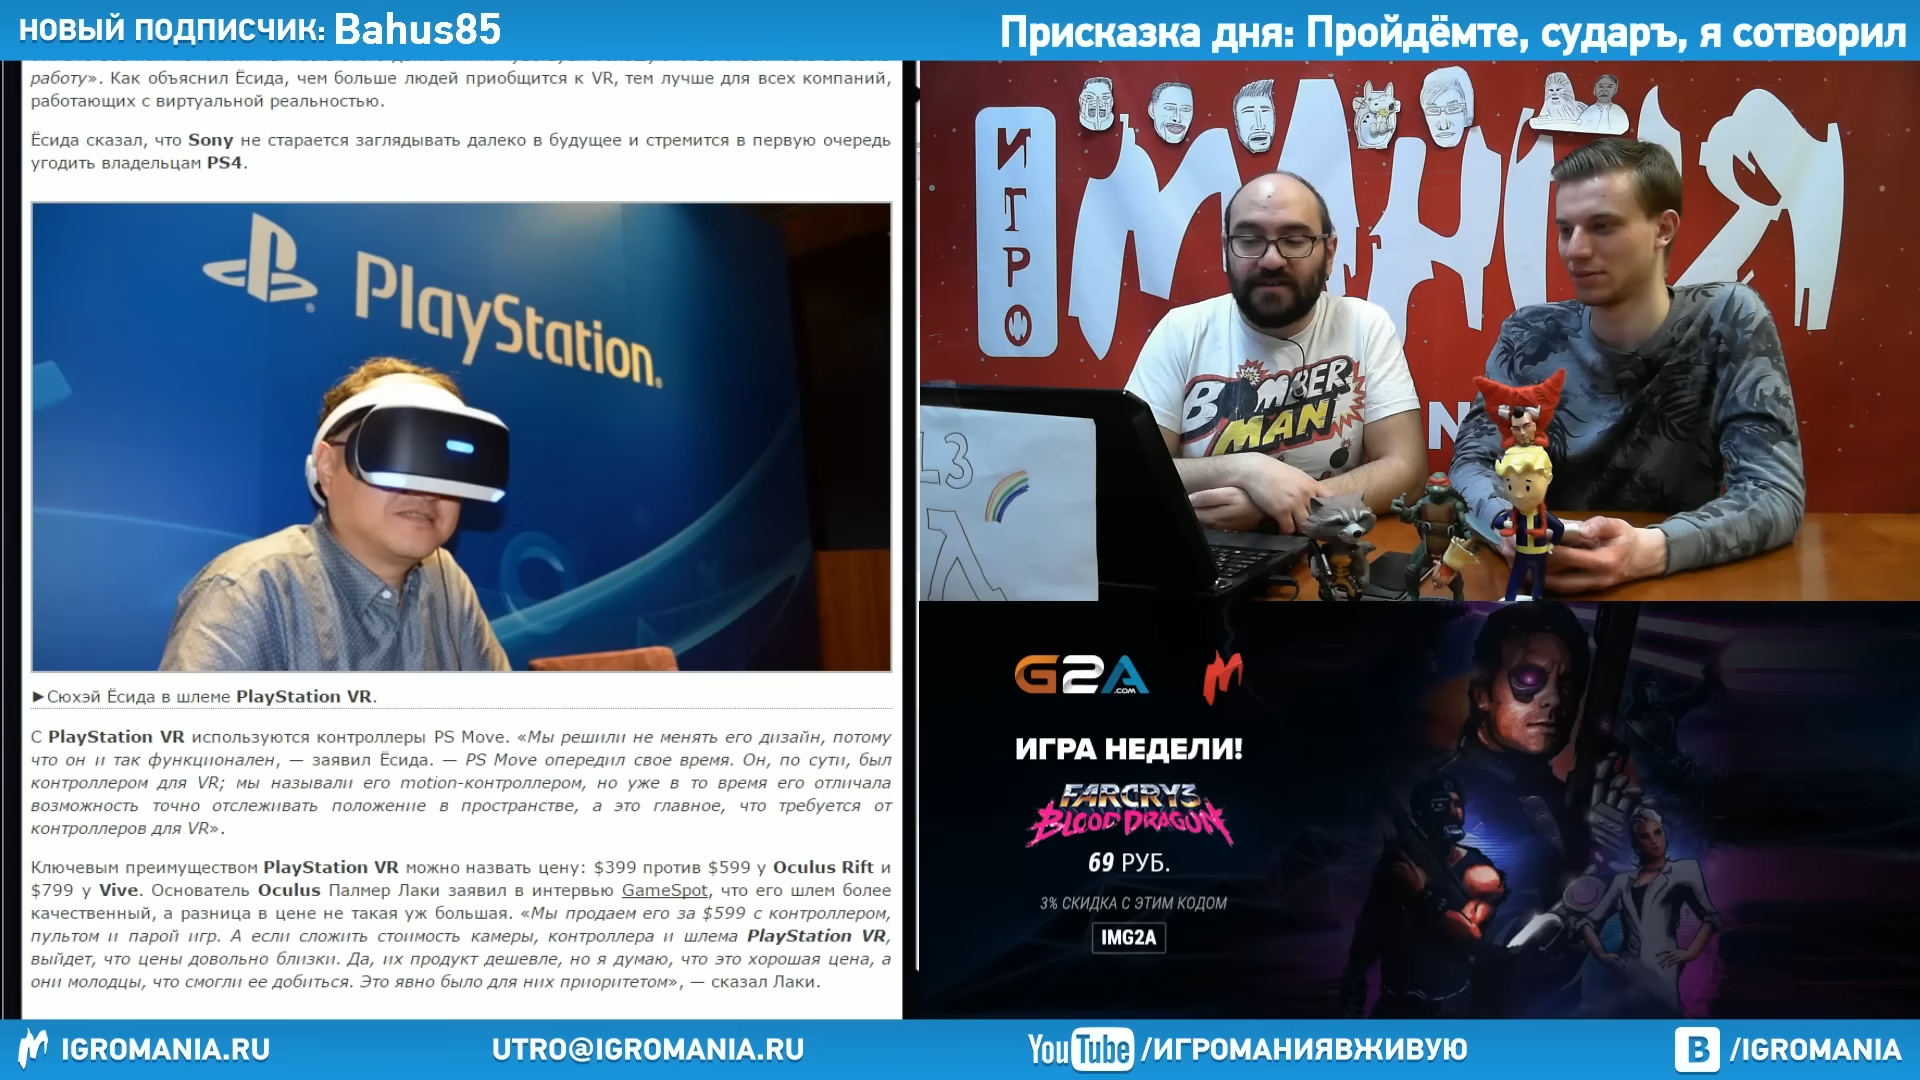 НОВЫЙ ПОДПИСЧИК: Bahus85
Присказка дня: Пройдёмте, сударъ, я сотворил
работу». Как объяснил Ёсида, чем больше людей приобщится к VR, тем лучше для всех компаний,
работающих с виртуальной реальностью.
Ёсида сказал, что Sony не старается заглядывать далеко в будущее и стремится в первую очередь
угодить владельцам PS4.
PlayStation.
►Сюхэй Ёсида в шлеме PlayStation VR.
С PlayStation VR используются контроллеры PS Move. «Мы решили не менять его дизайн, потому
что он и так функционален, — заявил Ёсида. — PS Move опередил свое время. Он, по сути, был
контроллером для VR; мы называли его motion-контроллером, но уже в то время его отличала
возможность точно отслеживать положение в пространстве, а это главное, что требуется от
контроллеров для VR».
Ключевым преимуществом PlayStation VR можно назвать цену: $399 против $599 у Oculus Rift и
$799 у Vive. Основатель Oculus Палмер Лаки заявил в интервью GameSpot, что его шлем более
качественный, а разница в цене не такая уж большая. «Мы продаем его за $599 с контроллером,
пультом и парой игр. А если сложить стоимость камеры, контроллера и шлема PlayStation VR,
выйдет, что цены довольно близки. Да, их продукт дешевле, но я думаю, что это хорошая цена, а
они молодцы, что смогли ее добиться. Это явно было для них приоритетом», — сказал Лаки.
ИГРО
МАНИЯ
BOMBER
MAN
G2A.COM
ИГРА НЕДЕЛИ!
FARCRY3
BLOOD DRAGON
69 РУБ.
3% СКИДКА С ЭТИМ КОДОМ
IMG2A
IGROMANIA.RU
UTRO@IGROMANIA.RU
YouTube /ИГРОМАНИЯВЖИВУЮ
B /IGROMANIA